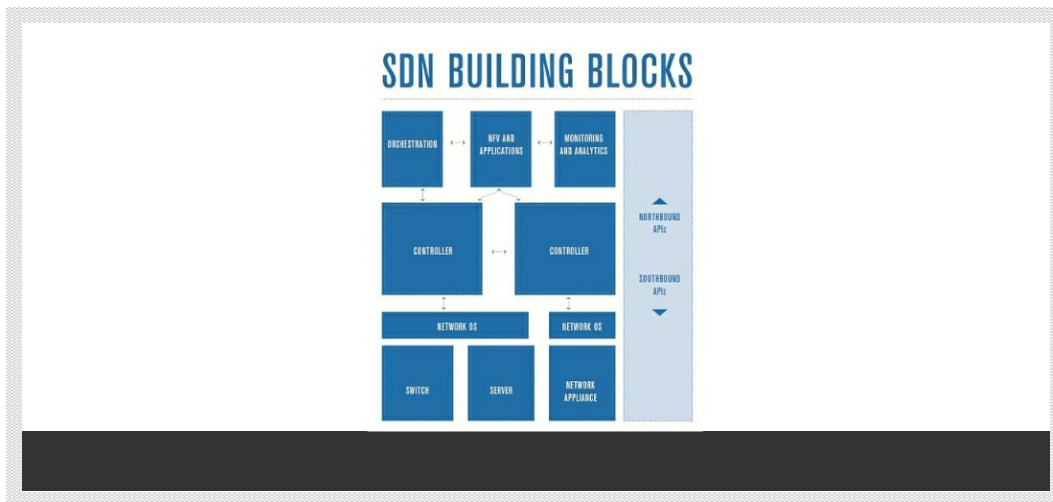 SDN BUILDING BLOCKS
ORCHESTRATION
NFV AND
APPLICATIONS
MONITORING
AND ANALYTICS
CONTROLLER
CONTROLLER
NORTHBOUND
APIs
SOUTHBOUND
APIs
NETWORK OS
NETWORK OS
SWITCH
SERVER
NETWORK
APPLIANCE